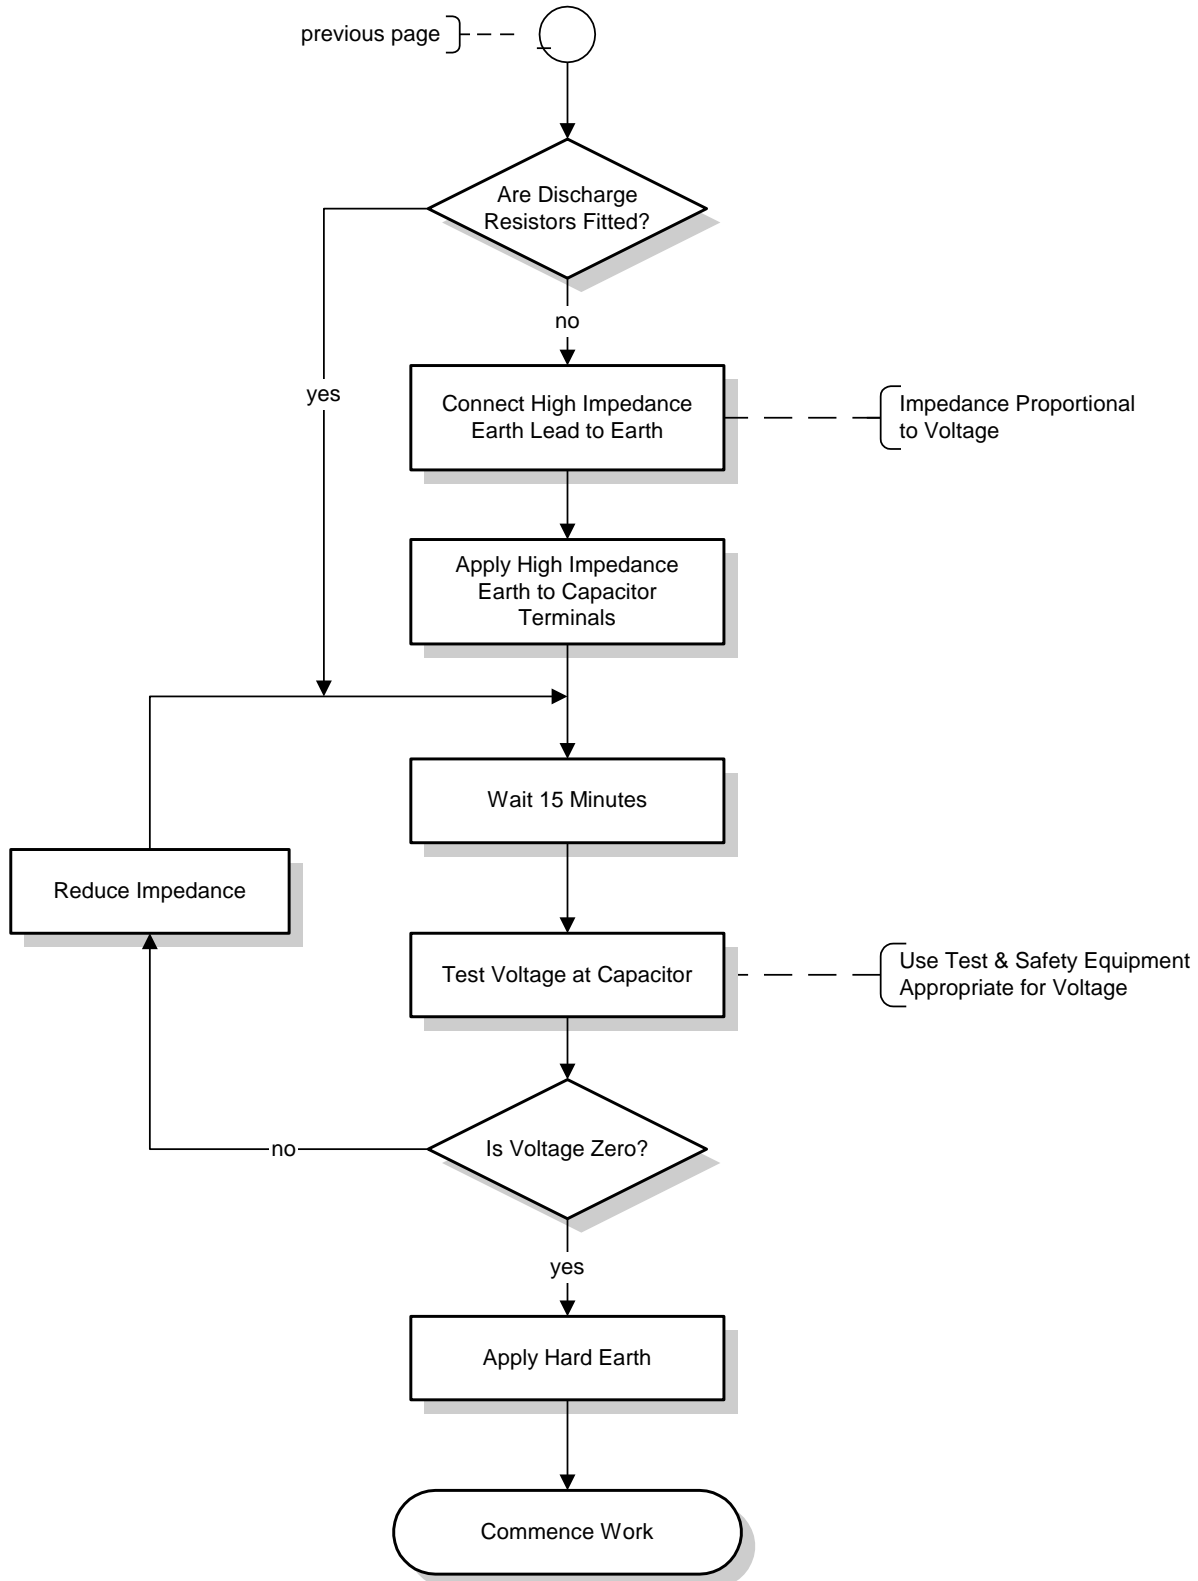 previous page
Are Discharge
Resistors Fitted?
no
yes
Connect High Impedance
Earth Lead to Earth
Impedance Proportional
to Voltage
Apply High Impedance
Earth to Capacitor
Terminals
Wait 15 Minutes
Reduce Impedance
Test Voltage at Capacitor
Use Test & Safety Equipment
Appropriate for Voltage
Is Voltage Zero?
no
yes
Apply Hard Earth
Commence Work